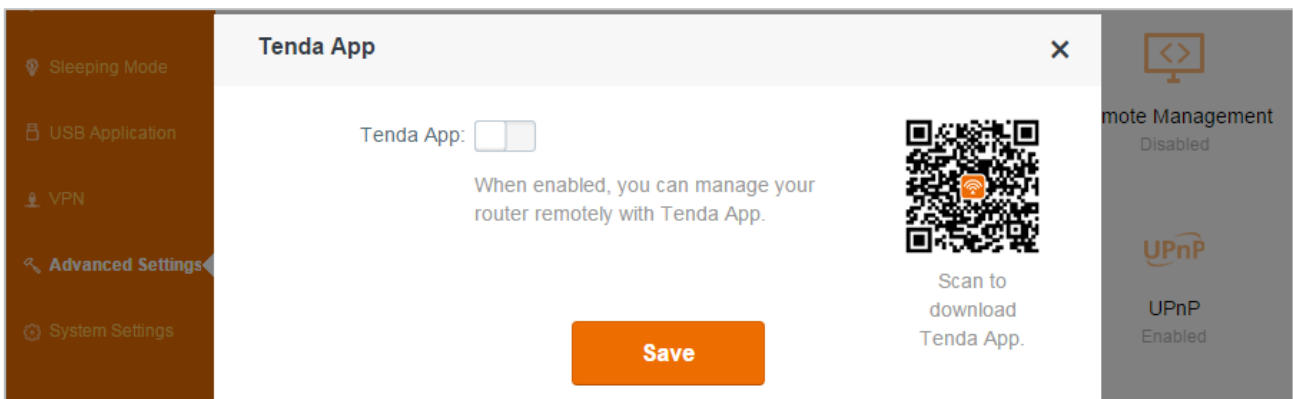 Tenda App
Sleeping Mode
USB Application
VPN
Advanced Settings
System Settings
Tenda App:
When enabled, you can manage your
router remotely with Tenda App.
Scan to
download
Tenda App.
Save
mote Management
Disabled
UPnP
UPnP
Enabled